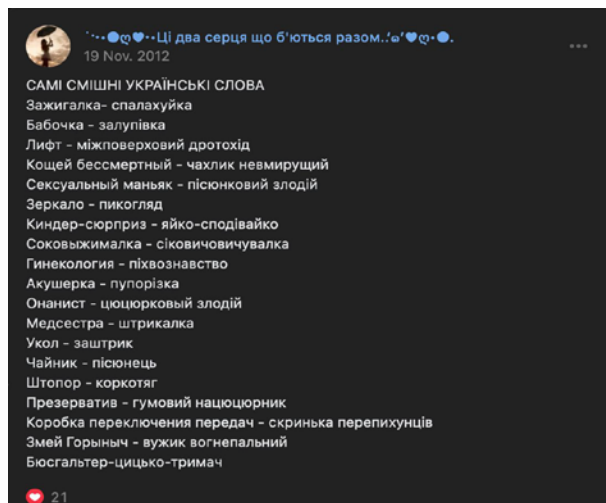 ˙·٠•●ღ♥٠•Ці два серця що б'ються разом..՛ﻩ՛♥ღ•●.
19 Nov. 2012
САМІ СМІШНІ УКРАЇНСЬКІ СЛОВА
Зажигалка– спалахуйка
Бабочка – залупівка
Лифт – міжповерховий дротохід
Кощей бессмертный – чахлик невмирущий
Сексуальный маньяк – пісюнковий злодій
Зеркало – пикогляд
Киндер-сюрприз – яйко-сподівайко
Соковыжималка – сіковичовичувалка
Гинекология – піхвознавство
Акушерка – пупорізка
Онанист – цюцюрковый злодій
Медсестра – штрикалка
Укол – заштрик
Чайник – пісюнець
Штопор – коркотяг
Презерватив – гумовий нацюцюрник
Коробка переключения передач – скринька перепихунців
Змей Горыныч – вужик вогнепальний
Бюсгальтер-цицько-тримач
21